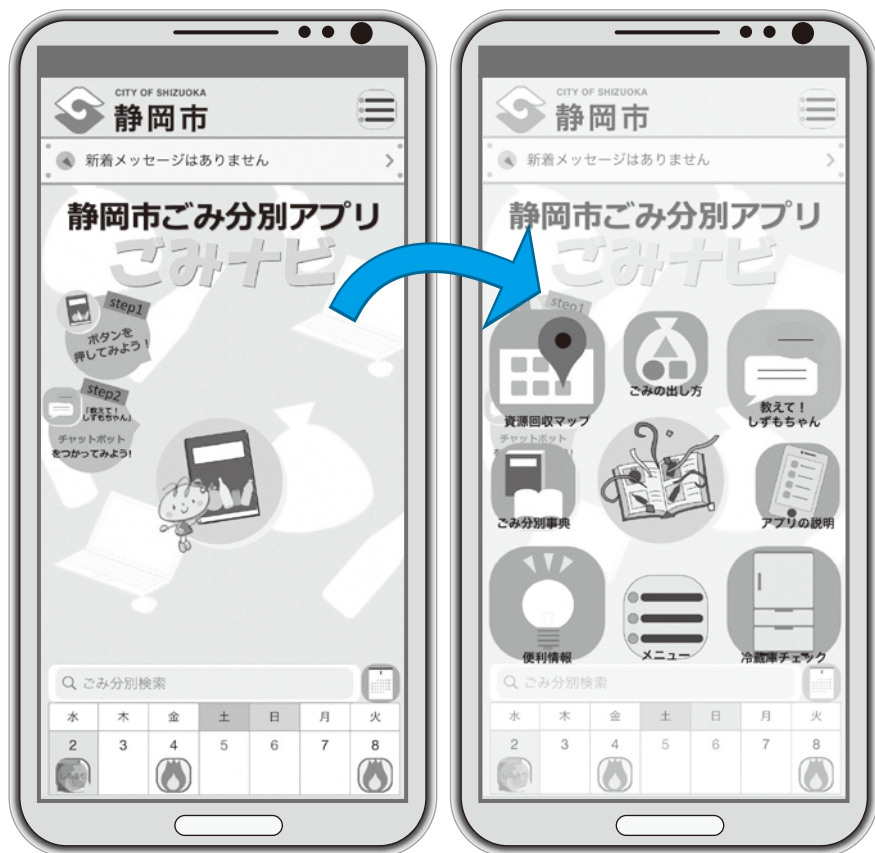 CITY OF SHIZUOKA
静岡市
新着メッセージはありません
静岡市ごみ分別アプリ
ごみナビ
step1
ボタンを
押してみよう！
step2
「教えて！
しずもちゃん」
チャットボット
をつかってみよう！
ごみ分別検索
水 木 金 土 日 月 火
2 3 4 5 6 7 8
CITY OF SHIZUOKA
静岡市
新着メッセージはありません
静岡市ごみ分別アプリ
ごみナビ
step1
資源回収マップ
ごみの出し方
教えて！
しずもちゃん
チャットボット
ごみ分別事典
アプリの説明
便利情報
メニュー
冷蔵庫チェック
ごみ分別検索
水 木 金 土 日 月 火
2 3 4 5 6 7 8